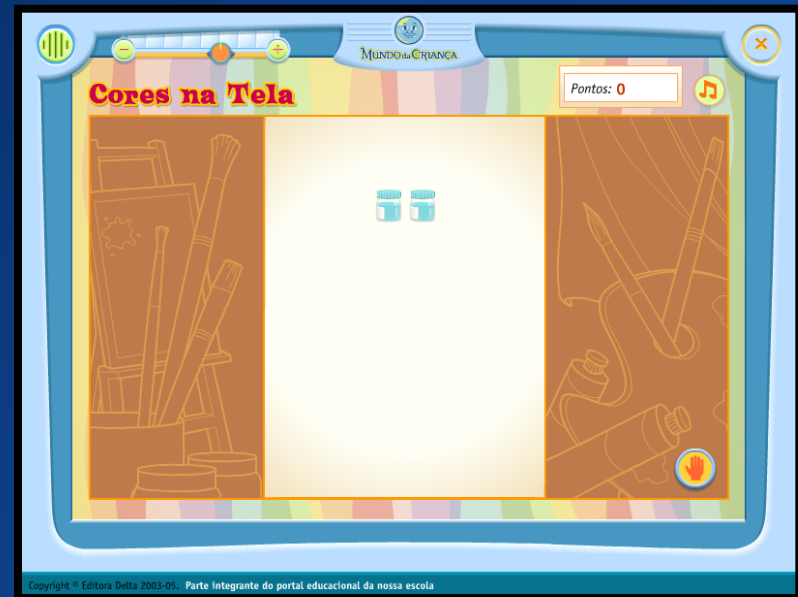 Mundo da Criança
Cores na Tela
Pontos: 0
Copyright © Editora Delta 2003-05. Parte integrante do portal educacional da nossa escola